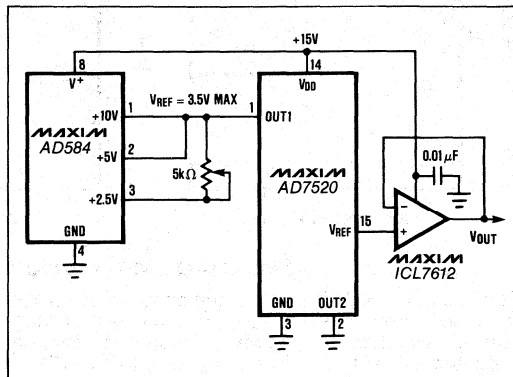 +15V
8
V+
+10V
1
MAXIM
AD584
+5V
2
+2.5V
3
GND
4
VREF = 3.5V MAX
5kΩ
14
VDD
1
OUT1
MAXIM
AD7520
VREF
15
GND
OUT2
3
2
0.01µF
−
+
VOUT
MAXIM
ICL7612